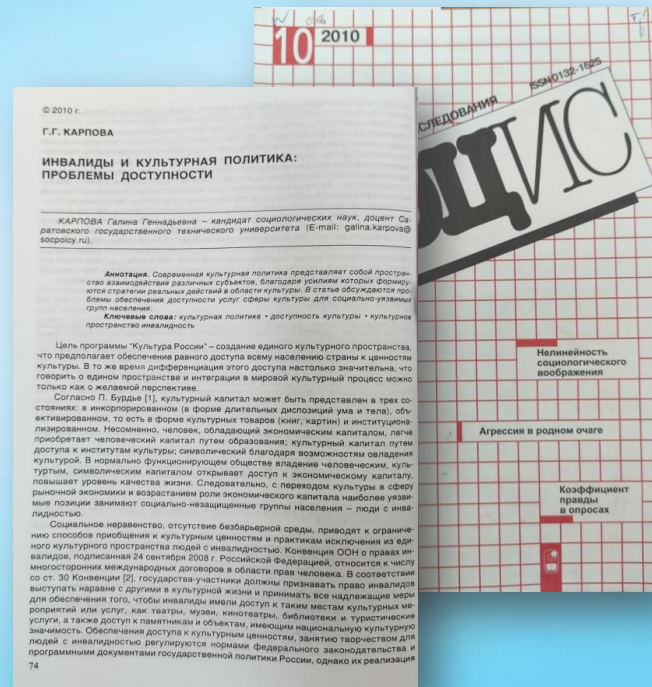 © 2010 г.
Г.Г. КАРПОВА
ИНВАЛИДЫ И КУЛЬТУРНАЯ ПОЛИТИКА:
ПРОБЛЕМЫ ДОСТУПНОСТИ
КАРПОВА Галина Геннадьевна – кандидат социологических наук, доцент Са-
ратовского государственного технического университета (E-mail: galina.karpova@
socpolcy.ru).
Аннотация. Современная культурная политика представляет собой простран-
ство взаимодействия различных субъектов, благодаря усилиям которых формиру-
ются стратегии реальных действий в области культуры. В статье обсуждаются про-
блемы обеспечения доступности услуг сферы культуры для социально-уязвимых
групп населения.
Ключевые слова: культурная политика • доступность культуры • культурное
пространство инвалидность
Цель программы "Культура России" – создание единого культурного пространства,
что предполагает обеспечение равного доступа всему населению страны к ценностям
культуры. В то же время дифференциация этого доступа настолько значительна, что
говорить о едином пространстве и интеграции в мировой культурный процесс можно
только как о желаемой перспективе.
Согласно П. Бурдье [1], культурный капитал может быть представлен в трех со-
стояниях: в инкорпорированном (в форме длительных диспозиций ума и тела), объ-
ективированном, то есть в форме культурных товаров (книг, картин) и институциона-
лизированном. Несомненно, человек, обладающий экономическим капиталом, легче
приобретает человеческий капитал путем образования; культурный капитал путем
доступа к институтам культуры; символический благодаря возможностям овладения
культурой. В нормально функционирующем обществе владение человеческим, куль-
туртым, символическим капиталом открывает доступ к экономическому капиталу,
повышает уровень качества жизни. Следовательно, с переходом культуры в сферу
рыночной экономики и возрастанием роли экономического капитала наиболее уязви-
мые позиции занимают социально-незащищенные группы населения – люди с инва-
лидностью.
Социальное неравенство, отсутствие безбарьерной среды, приводят к ограниче-
нию способов приобщения к культурным ценностям и практикам исключения из еди-
ного культурного пространства людей с инвалидностью. Конвенция ООН о правах ин-
валидов, подписанная 24 сентября 2008 г. Российской Федерацией, относится к числу
многосторонних международных договоров в области прав человека. В соответствии
со ст. 30 Конвенции [2], государства-участники должны признавать право инвалидов
выступать наравне с другими в культурной жизни и принимать все надлежащие меры
для обеспечения того, чтобы инвалиды имели доступ к таким местам культурных ме-
роприятий или услуг, как театры, музеи, кинотеатры, библиотеки и туристические
услуги, а также доступ к памятникам и объектам, имеющим национальную культурную
значимость. Обеспечения доступа к культурным ценностям, занятию творчеством для
людей с инвалидностью регулируются нормами Федерального законодательства и
программными документами государственной политики России, однако их реализация
74
10 2010
ISSN 0132-1625
СЛЕДОВАНИЯ
ЦИС
Нелинейность
социологического
воображения
Агрессия в родном очаге
Коэффициент
правды
в опросах